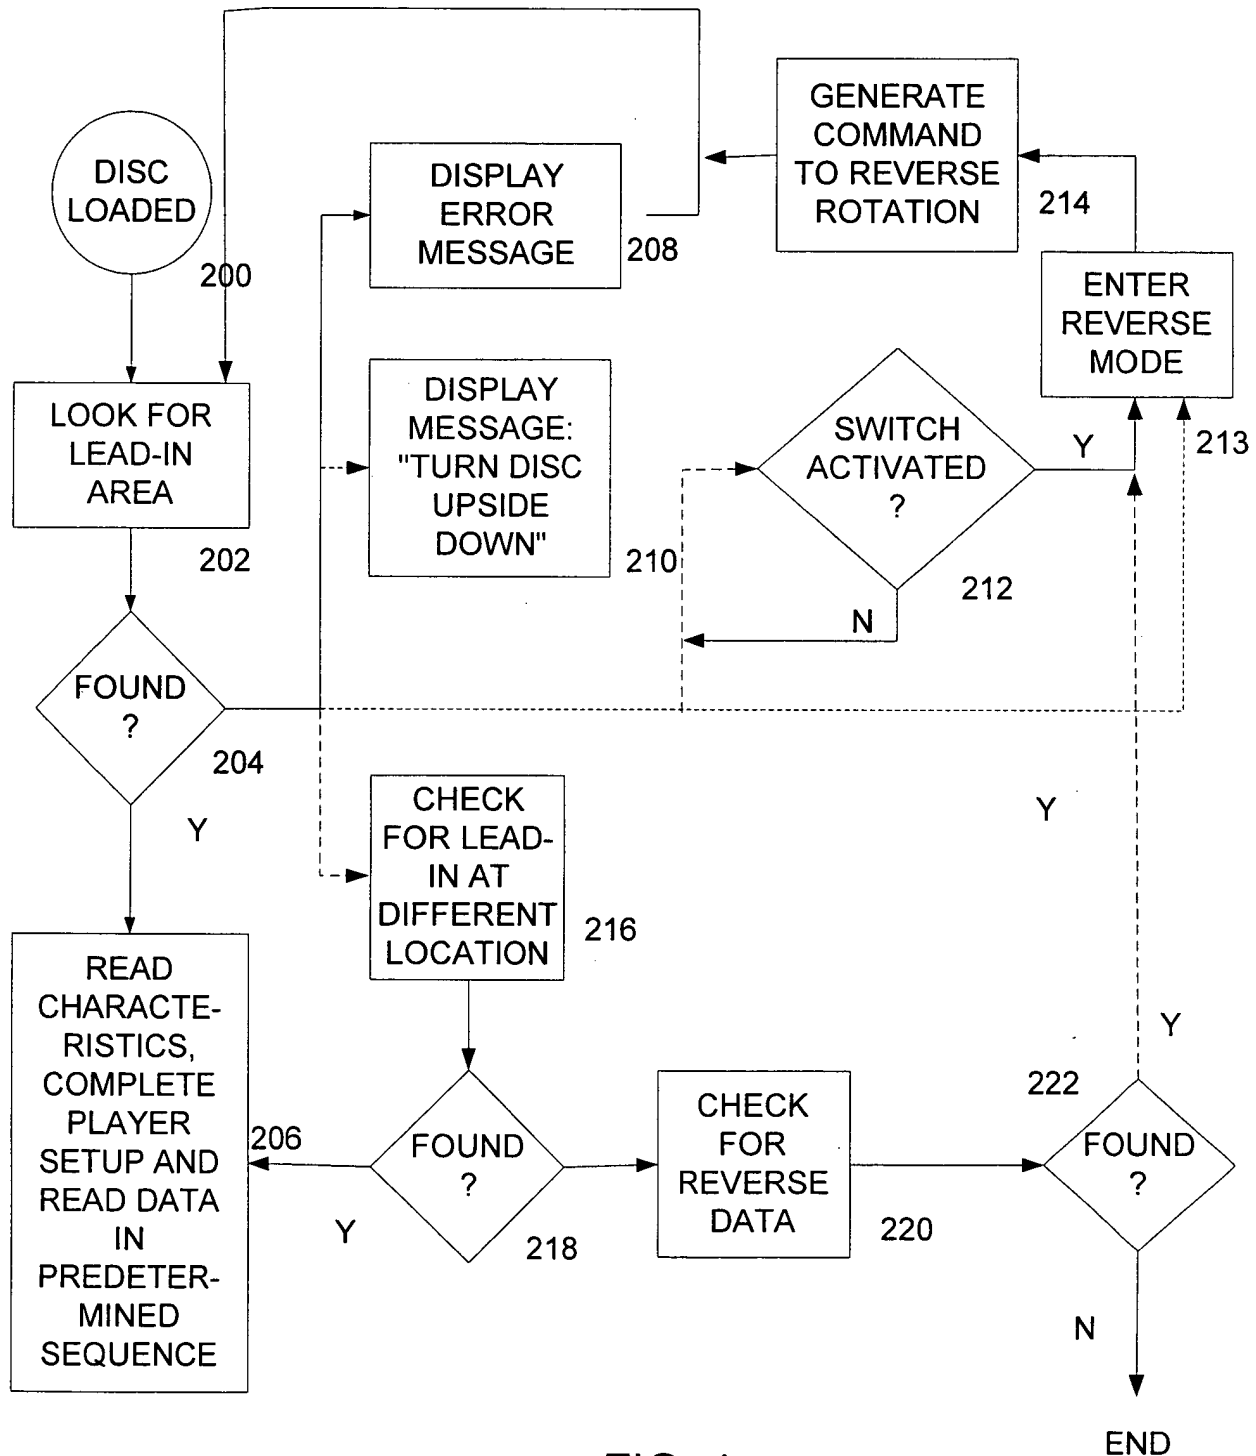 DISC
LOADED
200
DISPLAY
ERROR
MESSAGE
208
GENERATE
COMMAND
TO REVERSE
ROTATION
214
ENTER
REVERSE
MODE
213
LOOK FOR
LEAD-IN
AREA
202
DISPLAY
MESSAGE:
"TURN DISC
UPSIDE
DOWN"
210
SWITCH
ACTIVATED
?
Y
212
N
FOUND
?
204
Y
CHECK
FOR LEAD-
IN AT
DIFFERENT
LOCATION
216
Y
READ
CHARACTE-
RISTICS,
COMPLETE
PLAYER
SETUP AND
READ DATA
IN
PREDETER-
MINED
SEQUENCE
206
FOUND
?
Y
218
CHECK
FOR
REVERSE
DATA
220
Y
222
FOUND
?
N
END